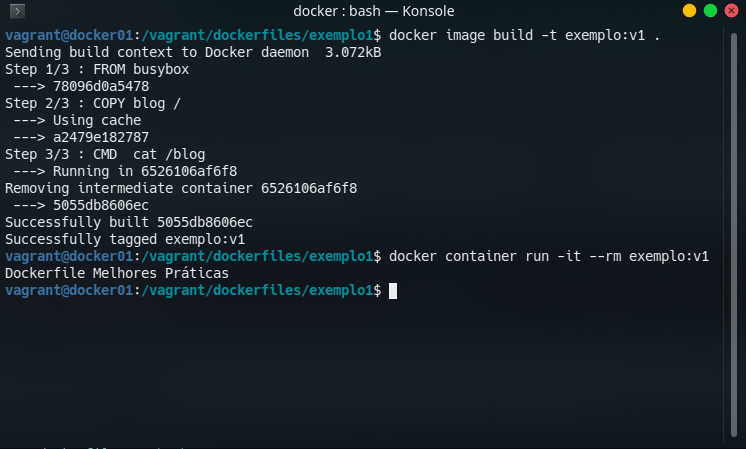 docker : bash — Konsole
vagrant@docker01:/vagrant/dockerfiles/exemplo1$ docker image build -t exemplo:v1 .
Sending build context to Docker daemon  3.072kB
Step 1/3 : FROM busybox
 ---> 78096d0a5478
Step 2/3 : COPY blog /
 ---> Using cache
 ---> a2479e182787
Step 3/3 : CMD  cat /blog
 ---> Running in 6526106af6f8
Removing intermediate container 6526106af6f8
 ---> 5055db8606ec
Successfully built 5055db8606ec
Successfully tagged exemplo:v1
vagrant@docker01:/vagrant/dockerfiles/exemplo1$ docker container run -it --rm exemplo:v1
Dockerfile Melhores Práticas
vagrant@docker01:/vagrant/dockerfiles/exemplo1$